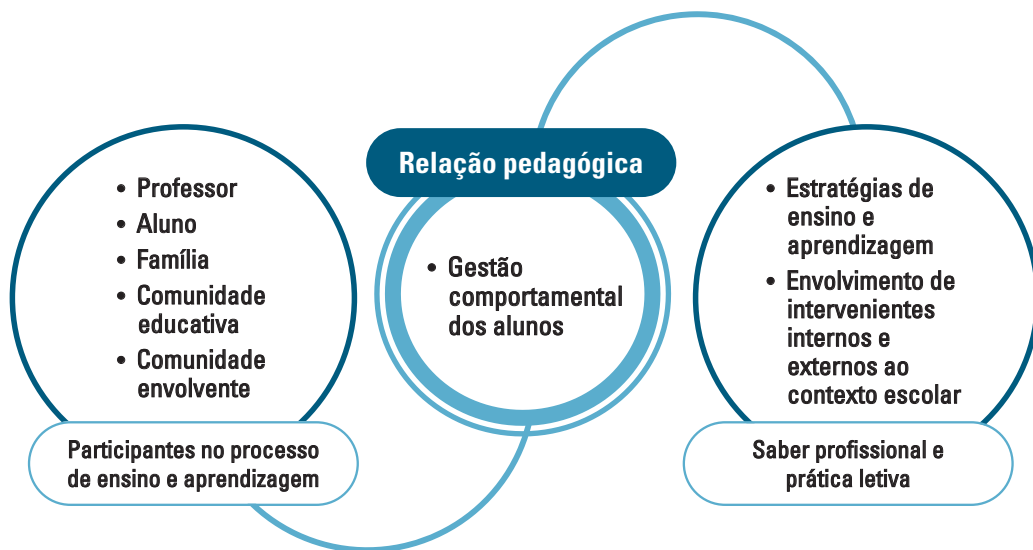 • Professor
• Aluno
• Família
• Comunidade
educativa
• Comunidade
envolvente
Participantes no processo
de ensino e aprendizagem
Relação pedagógica
• Gestão
comportamental
dos alunos
• Estratégias de
ensino e
aprendizagem
• Envolvimento de
intervenientes
internos e
externos ao
contexto escolar
Saber profissional e
prática letiva